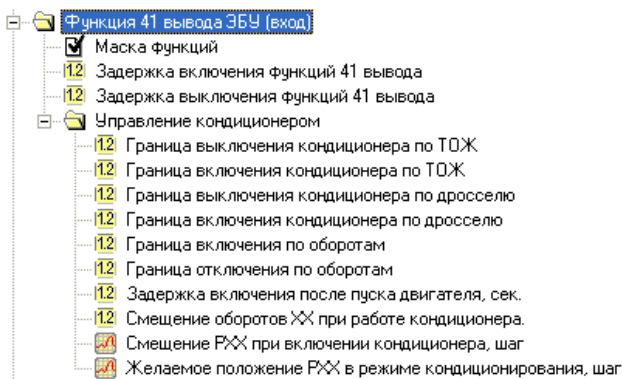 Функция 41 вывода ЭБУ (вход)
Маска функций
1.2 Задержка включения функций 41 вывода
1.2 Задержка выключения функций 41 вывода
Управление кондиционером
1.2 Граница выключения кондиционера по ТОЖ
1.2 Граница включения кондиционера по ТОЖ
1.2 Граница выключения кондиционера по дросселю
1.2 Граница включения кондиционера по дросселю
1.2 Граница включения по оборотам
1.2 Граница отключения по оборотам
1.2 Задержка включения после пуска двигателя, сек.
1.2 Смещение оборотов ХХ при работе кондиционера.
Смещение РХХ при включении кондиционера, шаг
Желаемое положение РХХ в режиме кондиционирования, шаг